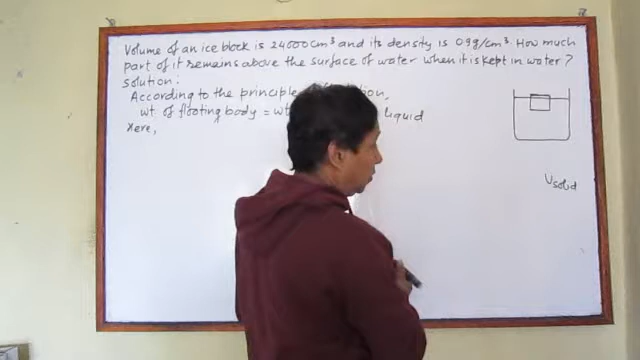 Volume of an ice block is 24000cm³ and its density is 0.9g/cm³. How much
part of it remains above the surface of water when it is kept in water?
solution:
According to the principle
wt. of floating body = wt liquid
Here,
Vsolid